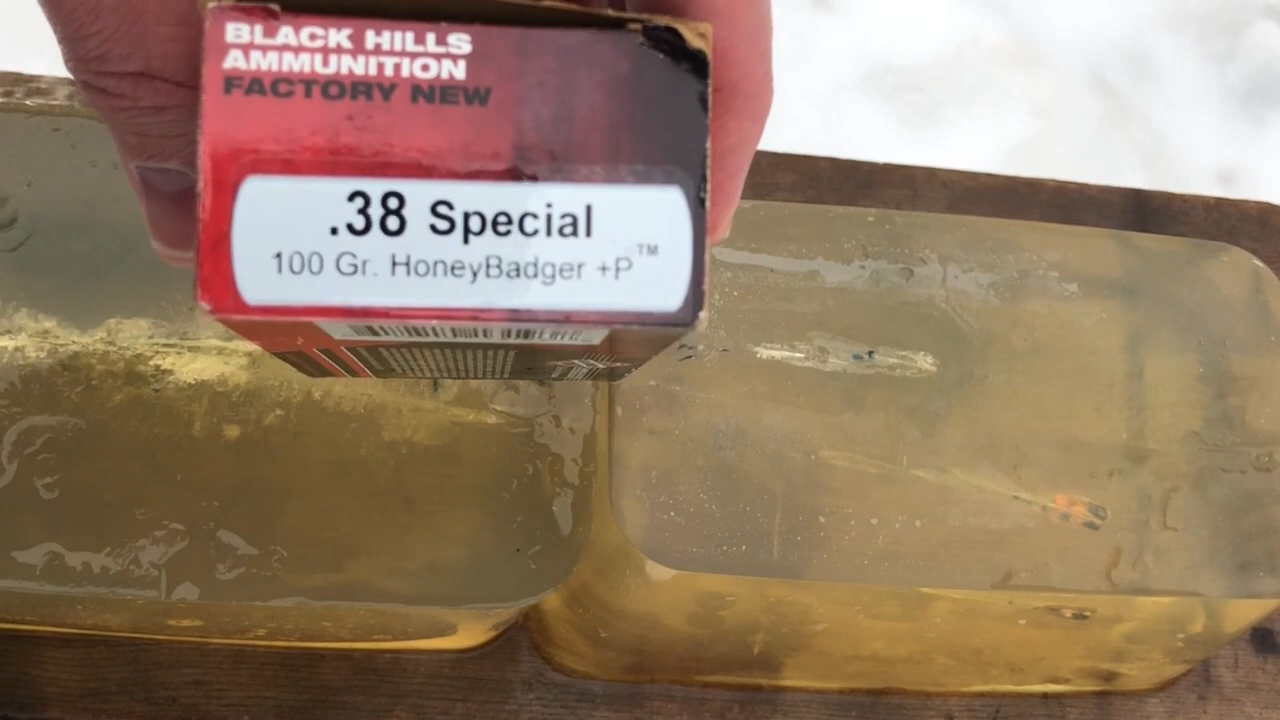 BLACK HILLS
AMMUNITION
FACTORY NEW
.38 Special
100 Gr. HoneyBadger +P™